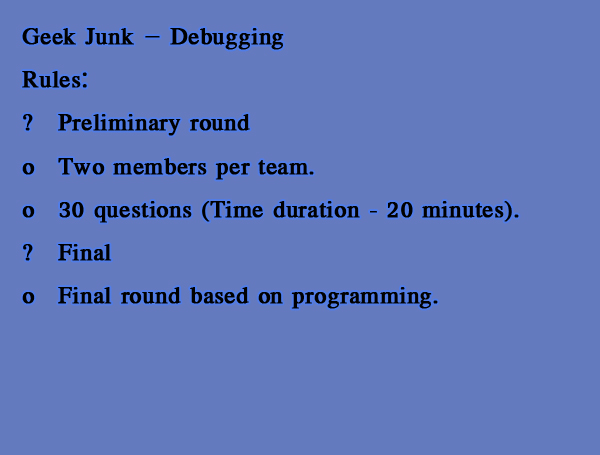 Geek Junk – Debugging
Rules:
? Preliminary round
o Two members per team.
o 30 questions (Time duration - 20 minutes).
? Final
o Final round based on programming.